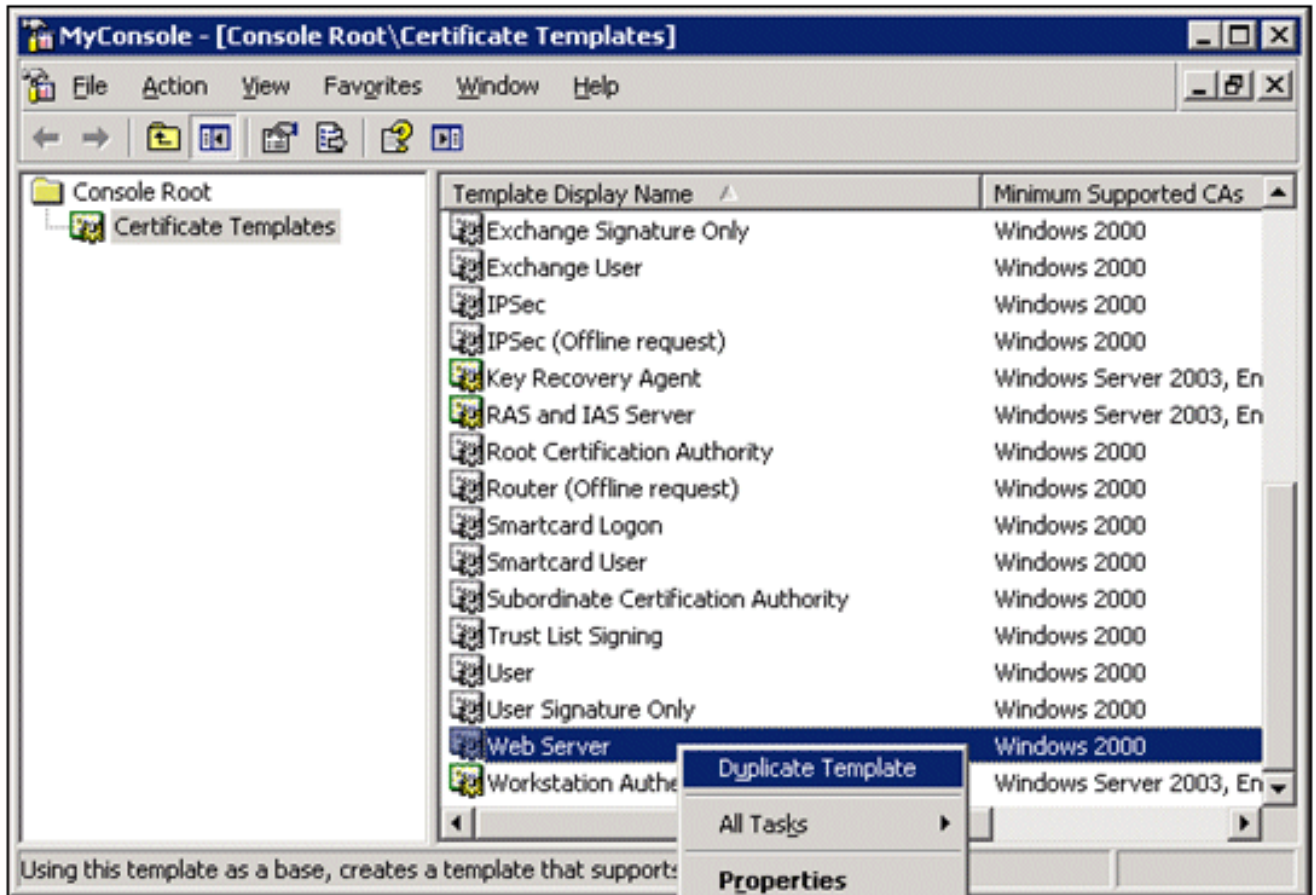 MyConsole - [Console Root\Certificate Templates]
File Action View Favorites Window Help
Console Root
Certificate Templates
Template Display Name Minimum Supported CAs
Exchange Signature Only Windows 2000
Exchange User Windows 2000
IPSec Windows 2000
IPSec (Offline request) Windows 2000
Key Recovery Agent Windows Server 2003, En
RAS and IAS Server Windows Server 2003, En
Root Certification Authority Windows 2000
Router (Offline request) Windows 2000
Smartcard Logon Windows 2000
Smartcard User Windows 2000
Subordinate Certification Authority Windows 2000
Trust List Signing Windows 2000
User Windows 2000
User Signature Only Windows 2000
Web Server Windows 2000
Workstation Authe Windows Server 2003, En
Duplicate Template
All Tasks
Properties
Using this template as a base, creates a template that supports